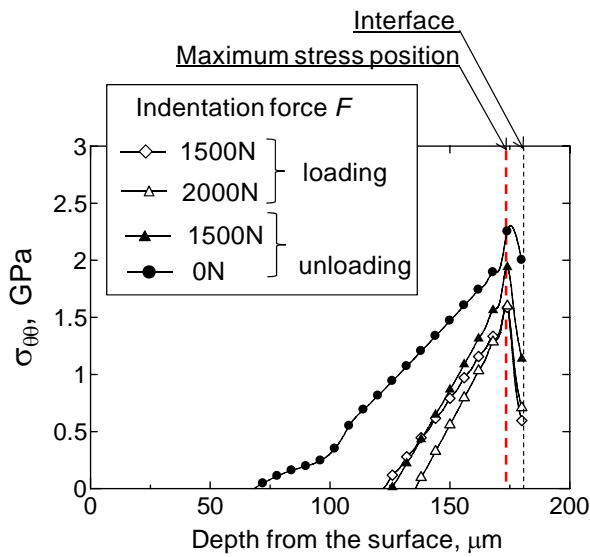 Interface
Maximum stress position
Indentation force F
1500N
2000N
loading
1500N
0N
unloading
3
2.5
2
1.5
1
0.5
0
σθθ, GPa
0 50 100 150 200
Depth from the surface, μm